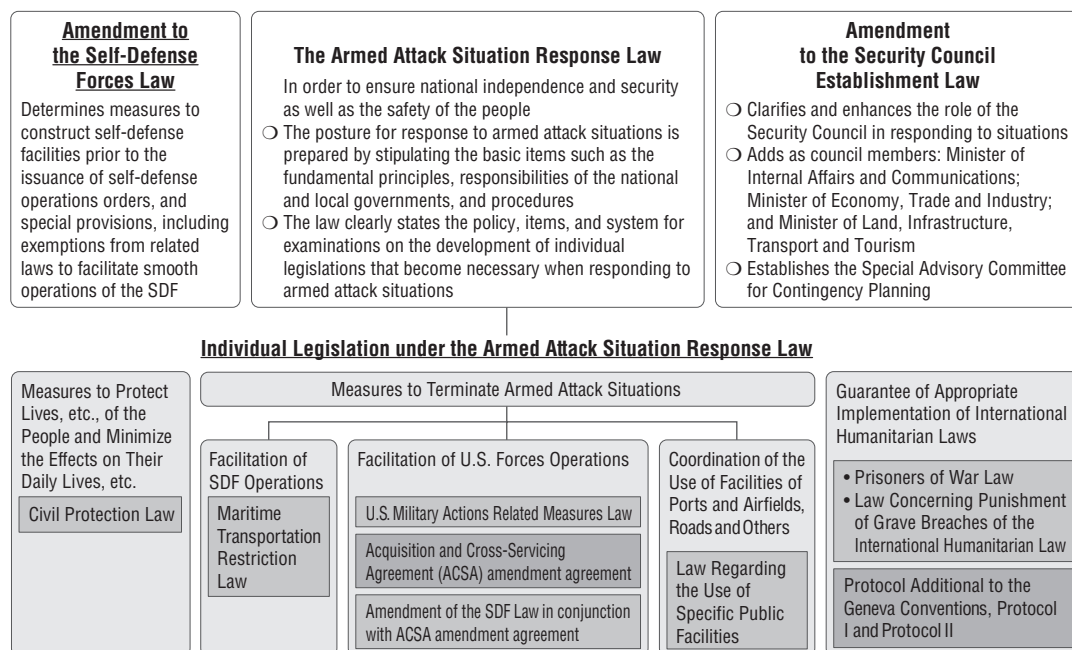 Amendment to
the Self-Defense
Forces Law
Determines measures to
construct self-defense
facilities prior to the
issuance of self-defense
operations orders, and
special provisions, including
exemptions from related
laws to facilitate smooth
operations of the SDF
The Armed Attack Situation Response Law
In order to ensure national independence and security
as well as the safety of the people
❍ The posture for response to armed attack situations is
prepared by stipulating the basic items such as the
fundamental principles, responsibilities of the national
and local governments, and procedures
❍ The law clearly states the policy, items, and system for
examinations on the development of individual
legislations that become necessary when responding to
armed attack situations
Amendment
to the Security Council
Establishment Law
❍ Clarifies and enhances the role of the
Security Council in responding to situations
❍ Adds as council members: Minister of
Internal Affairs and Communications;
Minister of Economy, Trade and Industry;
and Minister of Land, Infrastructure,
Transport and Tourism
❍ Establishes the Special Advisory Committee
for Contingency Planning
Individual Legislation under the Armed Attack Situation Response Law
Measures to Protect
Lives, etc., of the
People and Minimize
the Effects on Their
Daily Lives, etc.
Civil Protection Law
Measures to Terminate Armed Attack Situations
Facilitation of
SDF Operations
Maritime
Transportation
Restriction
Law
Facilitation of U.S. Forces Operations
U.S. Military Actions Related Measures Law
Acquisition and Cross-Servicing
Agreement (ACSA) amendment agreement
Amendment of the SDF Law in conjunction
with ACSA amendment agreement
Coordination of the
Use of Facilities of
Ports and Airfields,
Roads and Others
Law Regarding
the Use of
Specific Public
Facilities
Guarantee of Appropriate
Implementation of International
Humanitarian Laws
• Prisoners of War Law
• Law Concerning Punishment
of Grave Breaches of the
International Humanitarian Law
Protocol Additional to the
Geneva Conventions, Protocol
I and Protocol II